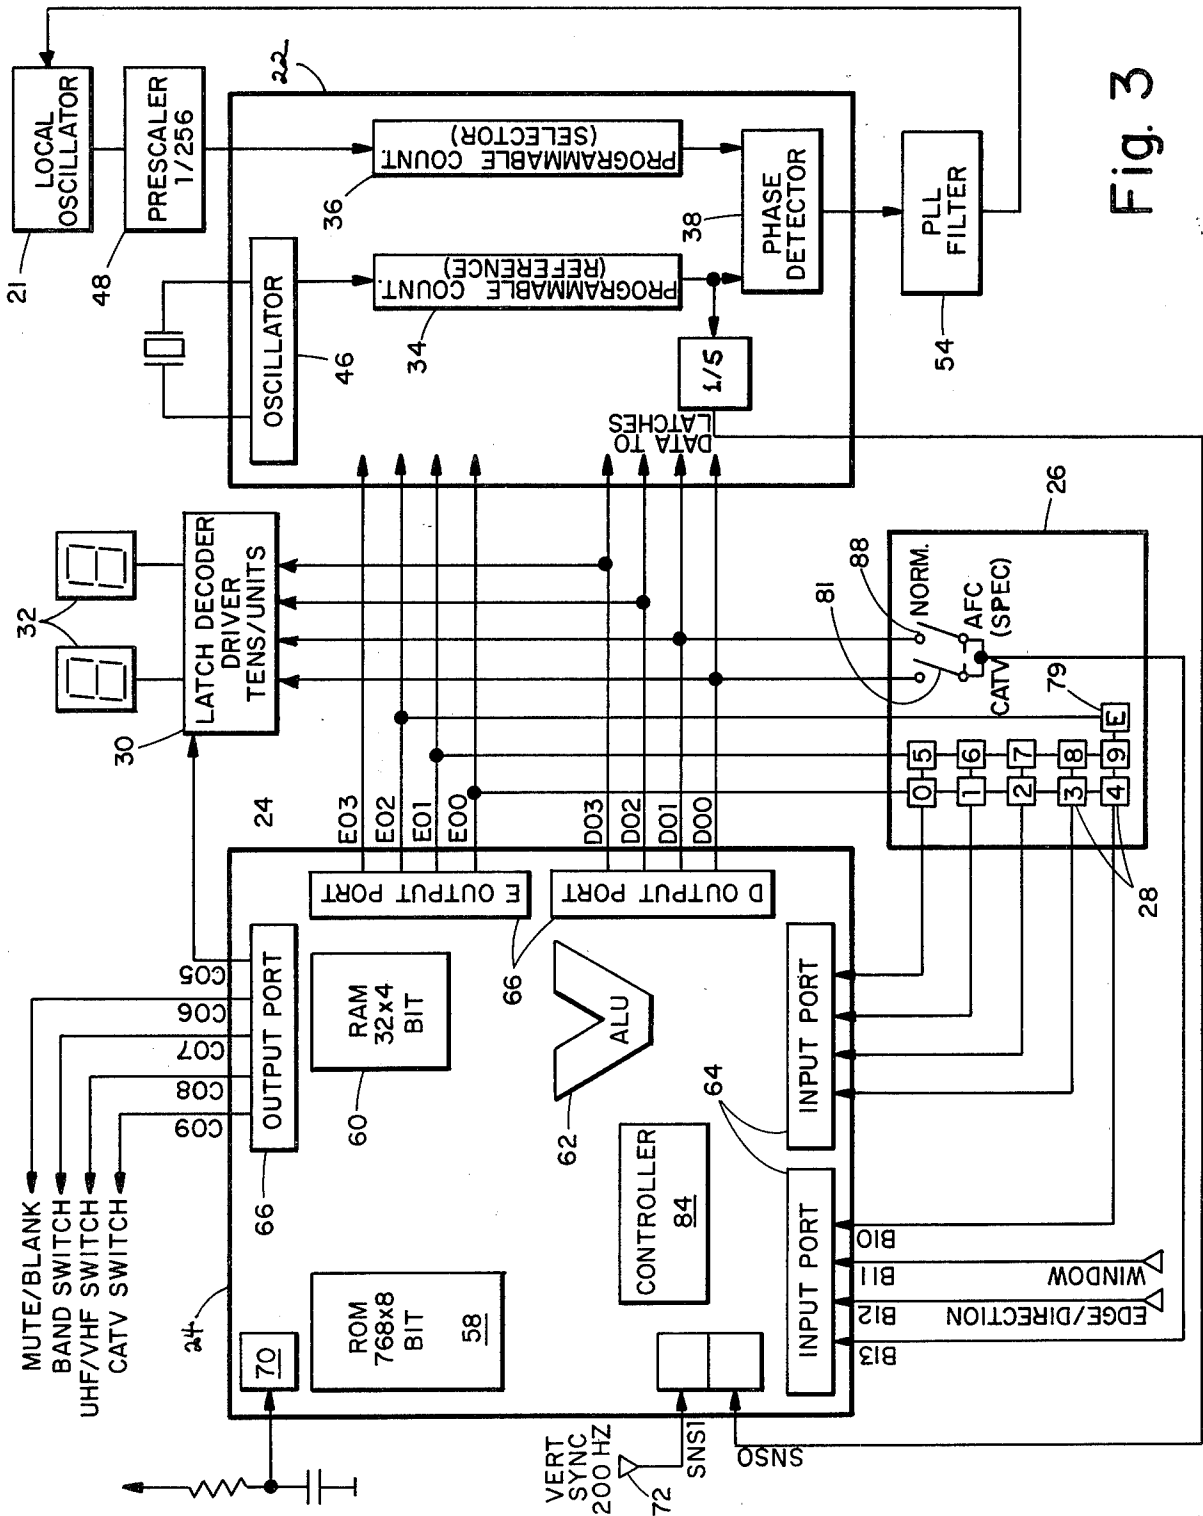 LOCAL
OSCILLATOR
21
PRESCALER
1/256
48
22
OSCILLATOR
46
PROGRAMMABLE COUNT.
(SELECTOR)
36
PROGRAMMABLE COUNT.
(REFERENCE)
34
38
PHASE
DETECTOR
1/5
DATA TO
LATCHES
PLL
FILTER
54
Fig. 3
32
LATCH DECODER
DRIVER
TENS/UNITS
30
24
E03
E02
E01
E00
D03
D02
D01
D00
26
NORM.
88
81
AFC
(SPEC)
CATV
79
E
5
6
7
8
9
0
1
2
3
4
28
MUTE/BLANK
BAND SWITCH
UHF/VHF SWITCH
CATV SWITCH
C05
C06
C07
C08
C09
OUTPUT PORT
66
24
E OUTPUT PORT
D OUTPUT PORT
66
RAM
32x4
BIT
60
ALU
62
ROM
768x8
BIT
58
70
CONTROLLER
84
64
INPUT PORT
INPUT PORT
B10
B11
B12
B13
WINDOW
EDGE/DIRECTION
VERT
SYNC
200 HZ
72
SNS1
SNS0